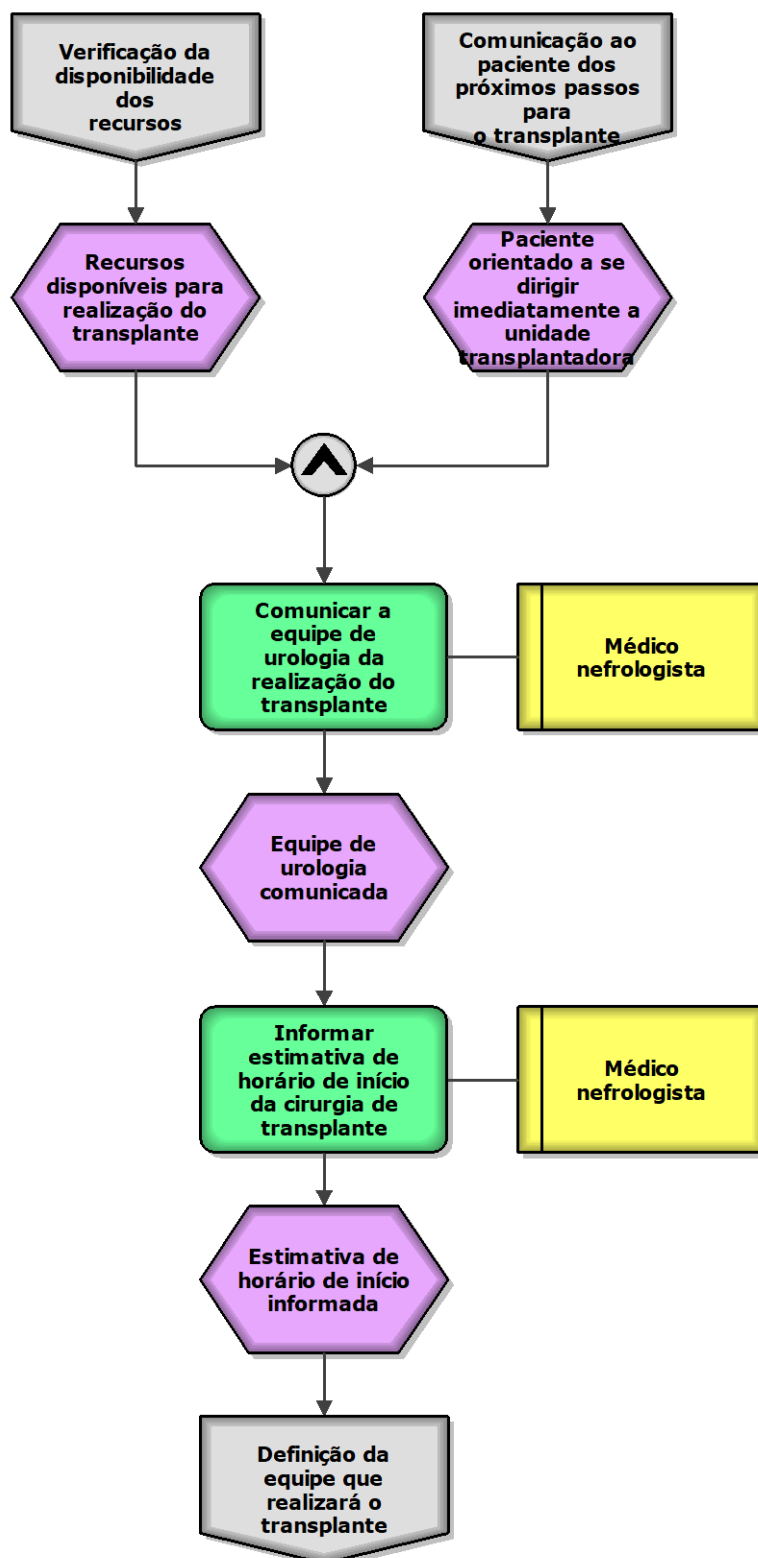 Verificação da
disponibilidade
dos
recursos
Comunicação ao
paciente dos
próximos passos
para
o transplante
Recursos
disponíveis para
realização do
transplante
Paciente
orientado a se
dirigir
imediatamente a
unidade
transplantadora
Comunicar a
equipe de
urologia da
realização do
transplante
Médico
nefrologista
Equipe de
urologia
comunicada
Informar
estimativa de
horário de início
da cirurgia de
transplante
Médico
nefrologista
Estimativa de
horário de início
informada
Definição da
equipe que
realizará o
transplante